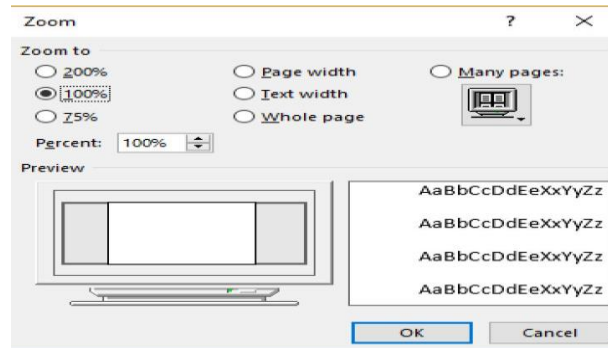 Zoom ? ×
Zoom to
200% Page width Many pages:
100% Text width
75% Whole page
Percent: 100%
Preview
AaBbCcDdEeXxYyZz
AaBbCcDdEeXxYyZz
AaBbCcDdEeXxYyZz
AaBbCcDdEeXxYyZz
OK Cancel